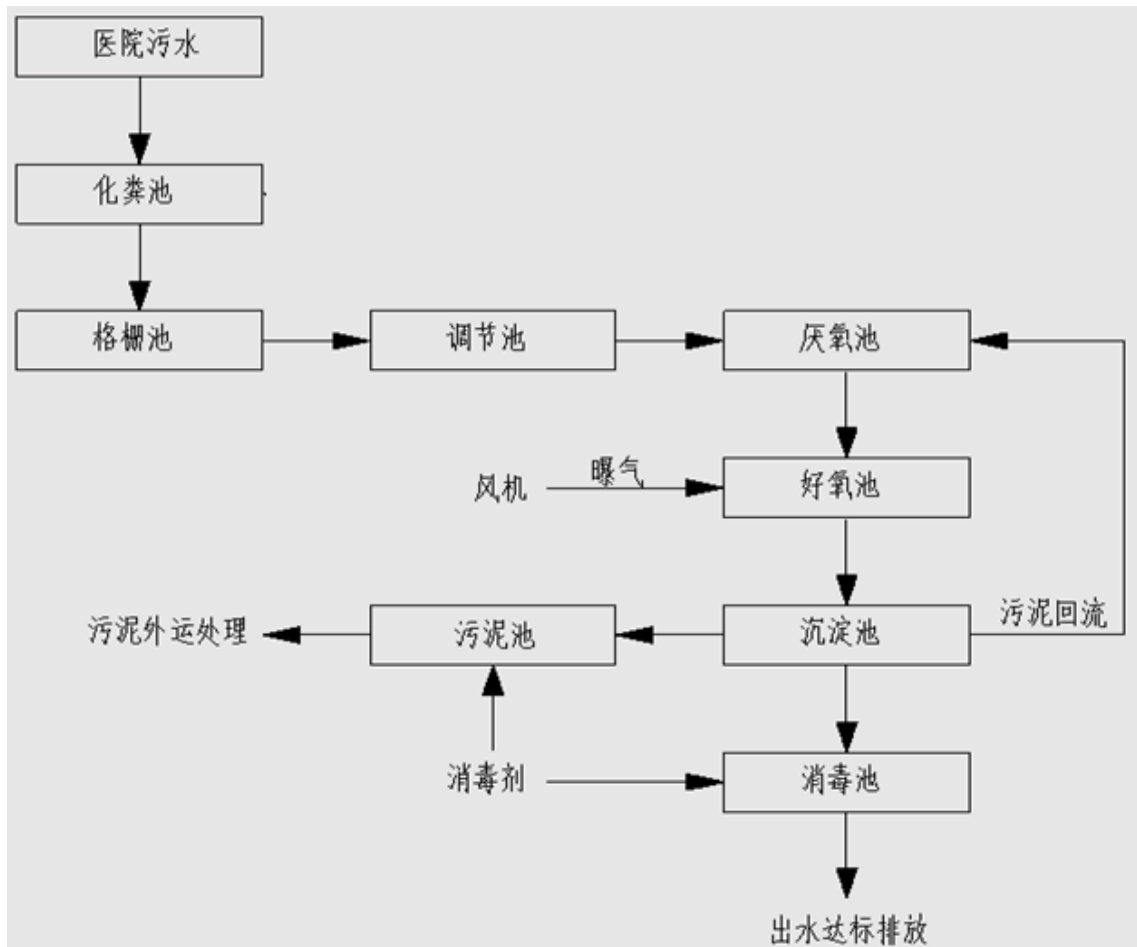 医院污水
化粪池
格栅池
调节池
厌氧池
风机
曝气
好氧池
污泥外运处理
污泥池
沉淀池
污泥回流
消毒剂
消毒池
出水达标排放